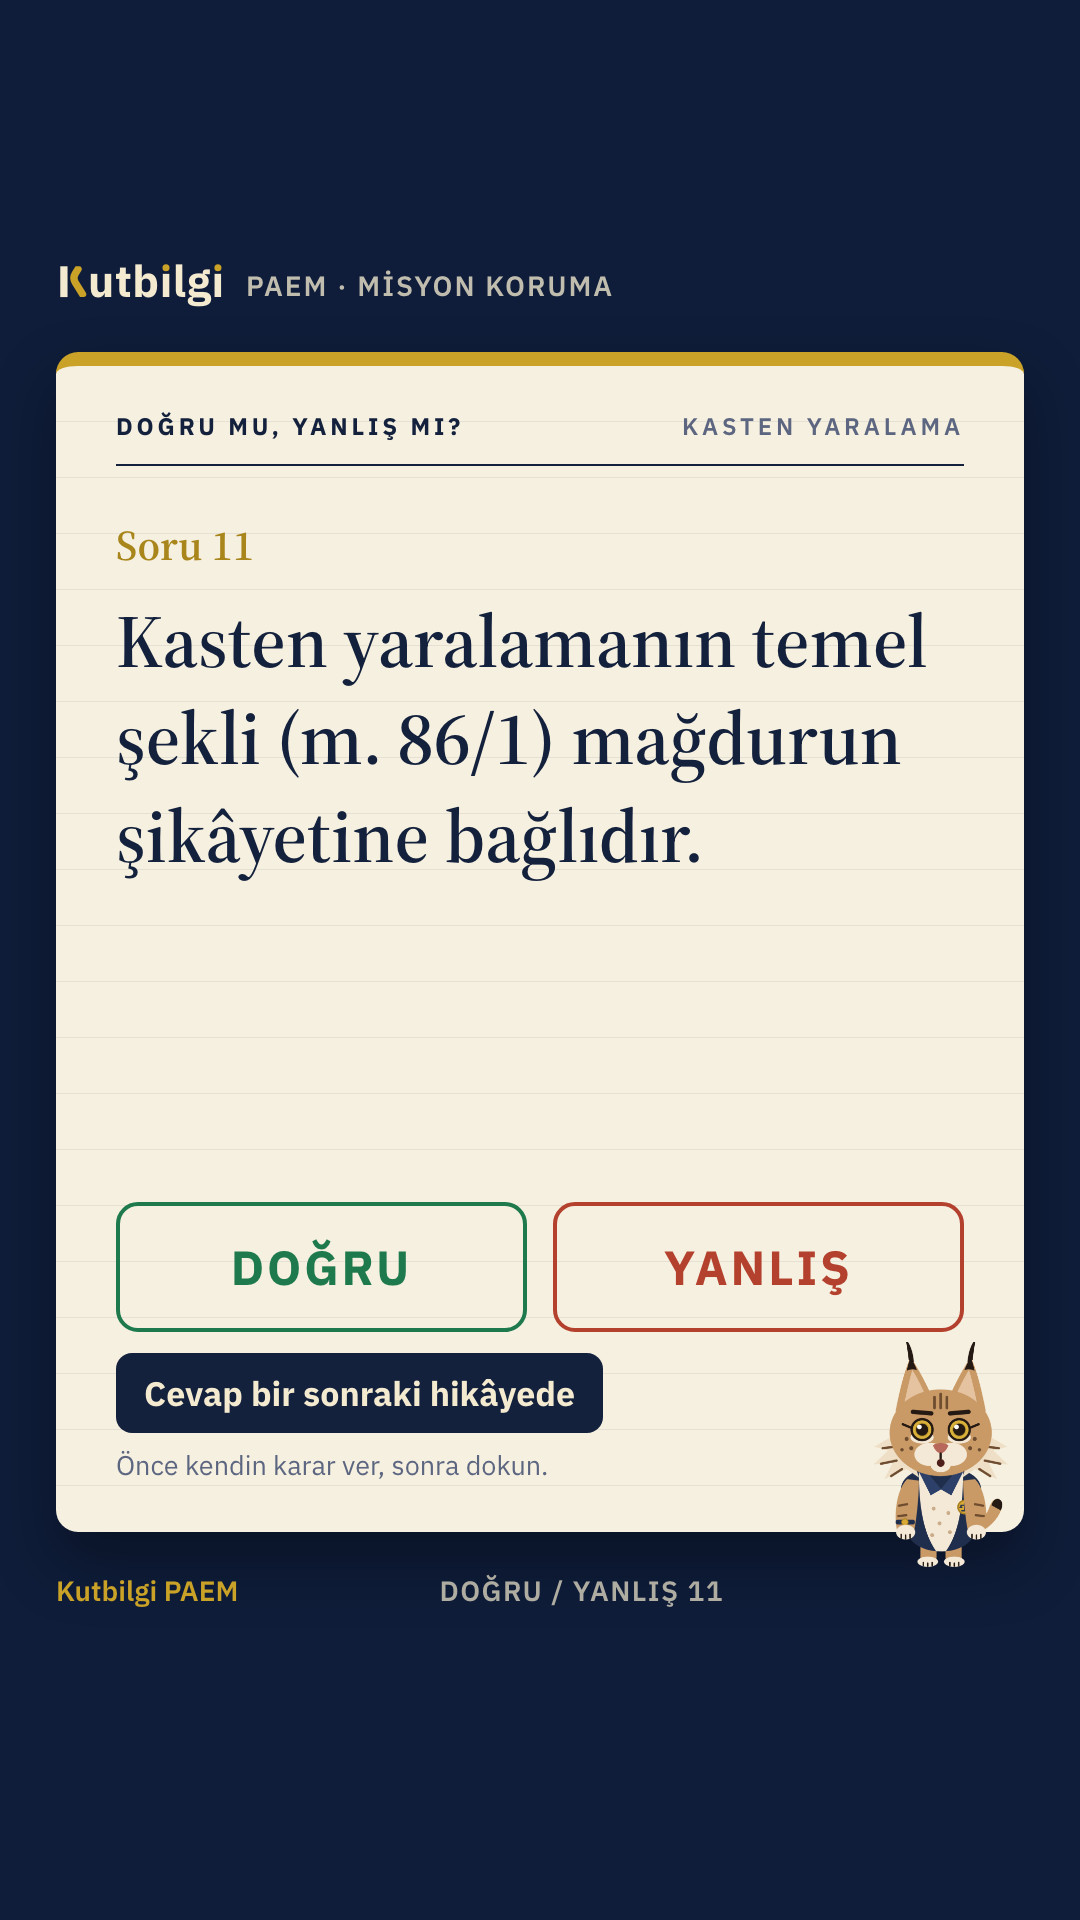 Kutbilgi PAEM · MİSYON KORUMA
DOĞRU MU, YANLIŞ MI? KASTEN YARALAMA
Soru 11
Kasten yaralamanın temel
şekli (m. 86/1) mağdurun
şikâyetine bağlıdır.
DOĞRU YANLIŞ
Cevap bir sonraki hikâyede
Önce kendin karar ver, sonra dokun.
Kutbilgi PAEM DOĞRU / YANLIŞ 11